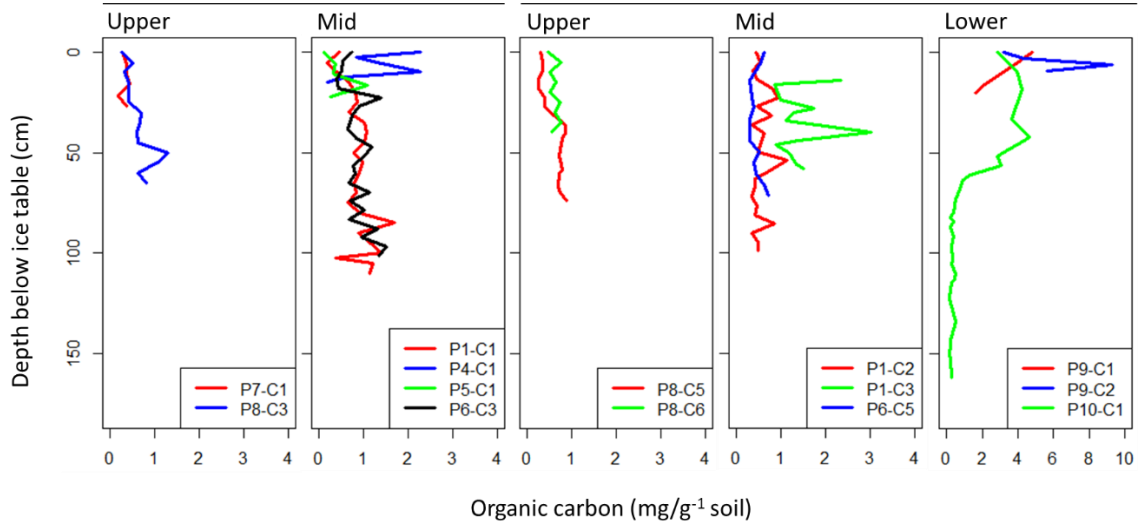 Upper
Mid
Upper
Mid
Lower
Depth below ice table (cm)
0
50
100
150
P7-C1
P8-C3
P1-C1
P4-C1
P5-C1
P6-C3
P8-C5
P8-C6
P1-C2
P1-C3
P6-C5
P9-C1
P9-C2
P10-C1
0 1 2 3 4
0 1 2 3 4
0 1 2 3 4
0 1 2 3 4
0 2 4 6 8 10
Organic carbon (mg/g⁻¹ soil)